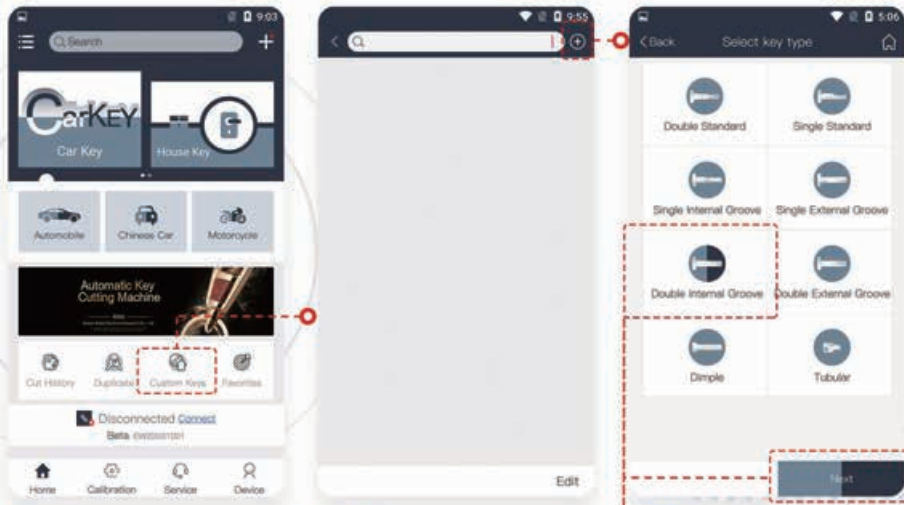 9:03
Search
CarKEY
Car Key
House Key
Automobile
Chinese Car
Motorcycle
Automatic Key
Cutting Machine
Cut History
Duplicate
Custom Keys
Favorites
Disconnected Connect
Beta
Home
Calibration
Service
Device
9:55
Edit
5:06
Back
Select key type
Double Standard
Single Standard
Single Internal Groove
Single External Groove
Double Internal Groove
Double External Groove
Dimple
Tubular
Next